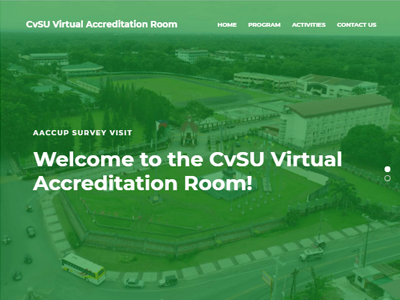 CvSU Virtual Accreditation Room
HOME PROGRAM ACTIVITIES CONTACT US
AACCUP SURVEY VISIT
Welcome to the CvSU Virtual
Accreditation Room!